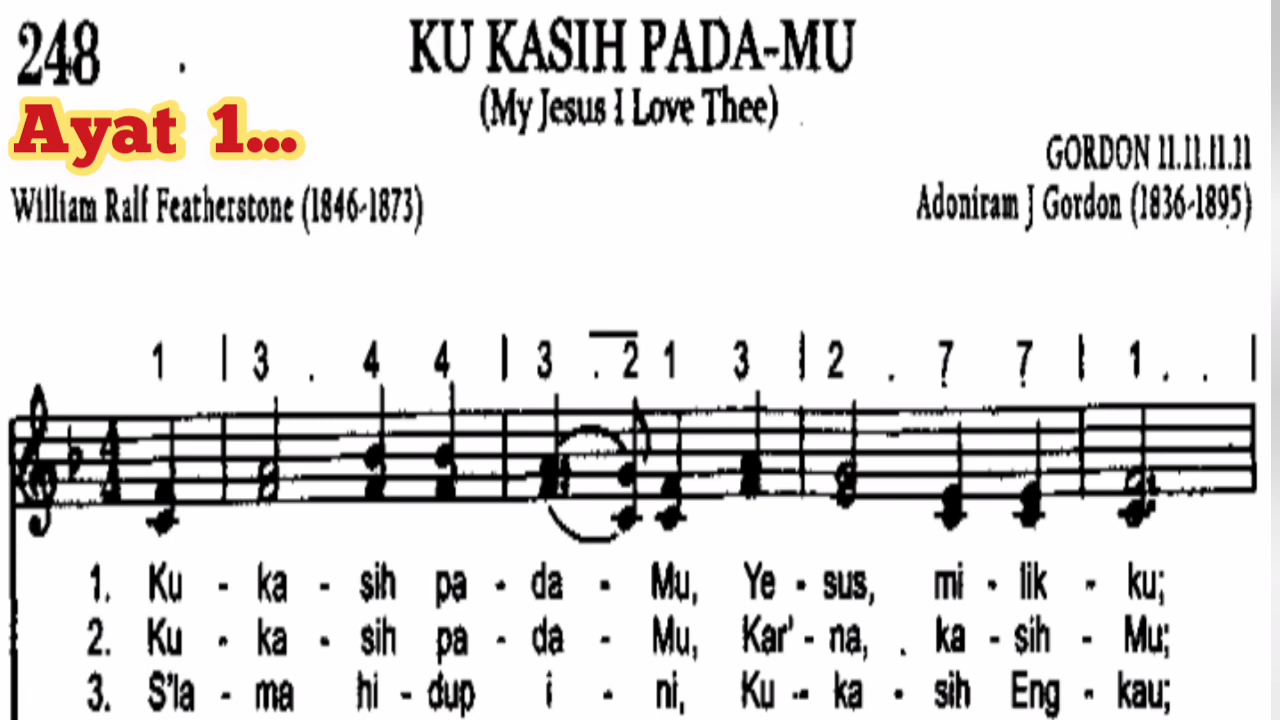 248
KU KASIH PADA-MU
(My Jesus I Love Thee)
Ayat 1...
GORDON 11.11.11.11
William Ralf Featherstone (1846-1873)
Adoniram J Gordon (1836-1895)
1 | 3 . 4 4 | 3 . 2 1 3 | 2 . 7 7 | 1 . . |
4
4
1. Ku - ka - sih pa - da - Mu, Ye - sus, mi - lik - ku;
2. Ku - ka - sih pa - da - Mu, Kar' - na, . ka - sih - Mu;
3. S'la - ma hi - dup i - ni, Ku - ka - sih Eng - kau;